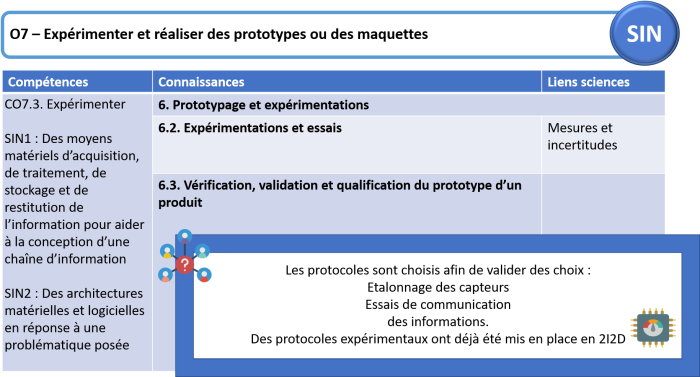 O7 – Expérimenter et réaliser des prototypes ou des maquettes
SIN
Compétences
Connaissances
Liens sciences
CO7.3. Expérimenter
SIN1 : Des moyens
matériels d’acquisition,
de traitement, de
stockage et de
restitution de
l’information pour aider
à la conception d’une
chaîne d’information
SIN2 : Des architectures
matérielles et logicielles
en réponse à une
problématique posée
6. Prototypage et expérimentations
6.2. Expérimentations et essais
Mesures et
incertitudes
6.3. Vérification, validation et qualification du prototype d’un
produit
?
Les protocoles sont choisis afin de valider des choix :
Etalonnage des capteurs
Essais de communication
des informations.
Des protocoles expérimentaux ont déjà été mis en place en 2I2D